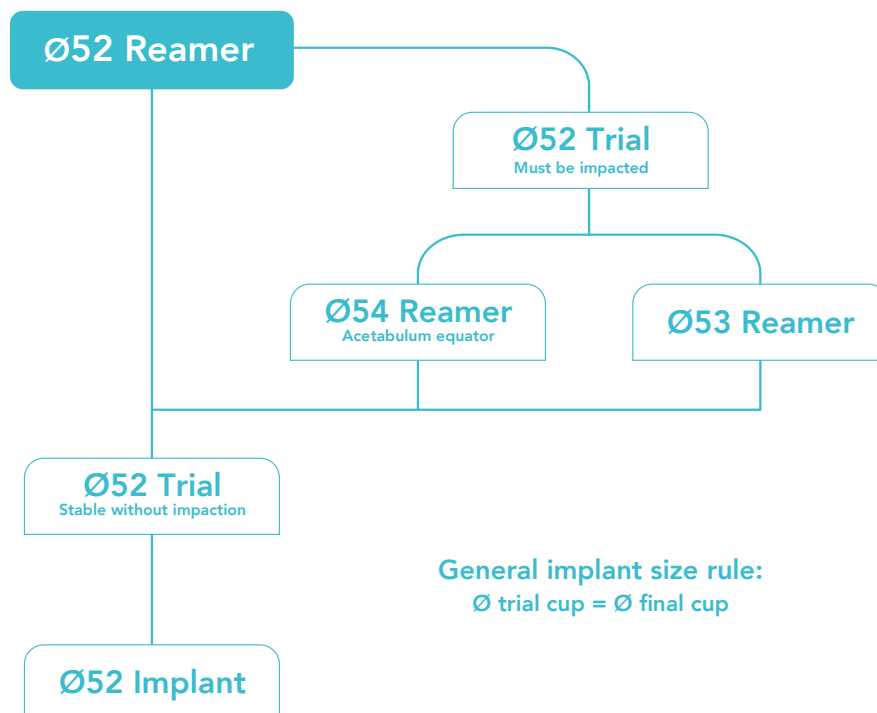 Ø52 Reamer
Ø52 Trial
Must be impacted
Ø54 Reamer
Acetabulum equator
Ø53 Reamer
Ø52 Trial
Stable without impaction
General implant size rule:
Ø trial cup = Ø final cup
Ø52 Implant